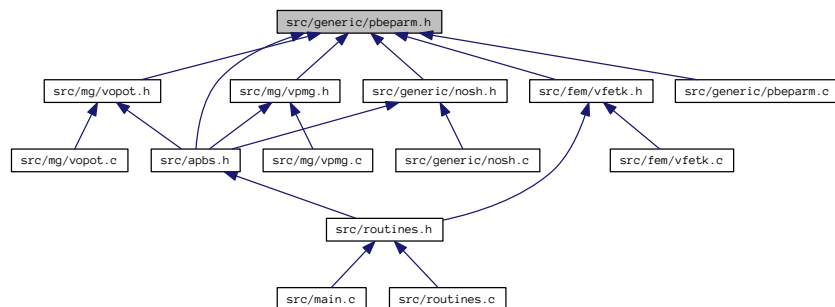 src/generic/pbeparm.h
src/mg/vopot.h
src/mg/vpmg.h
src/generic/nosh.h
src/fem/vfetk.h
src/generic/pbeparm.c
src/mg/vopot.c
src/apbs.h
src/mg/vpmg.c
src/generic/nosh.c
src/fem/vfetk.c
src/routines.h
src/main.c
src/routines.c